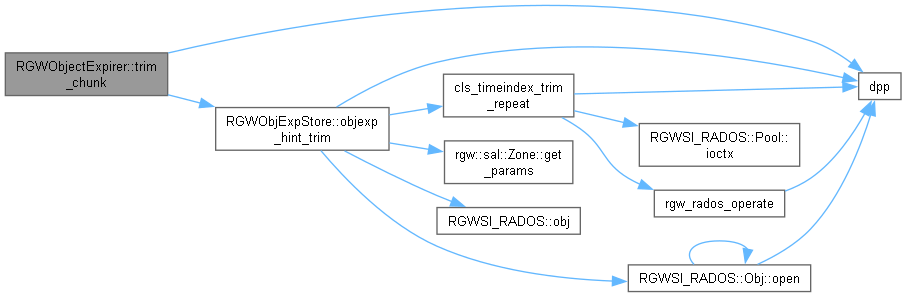 RGWObjectExpirer::trim
_chunk
RGWObjExpStore::objexp
_hint_trim
cls_timeindex_trim
_repeat
rgw::sal::Zone::get
_params
RGWSI_RADOS::obj
dpp
RGWSI_RADOS::Pool::
ioctx
rgw_rados_operate
RGWSI_RADOS::Obj::open